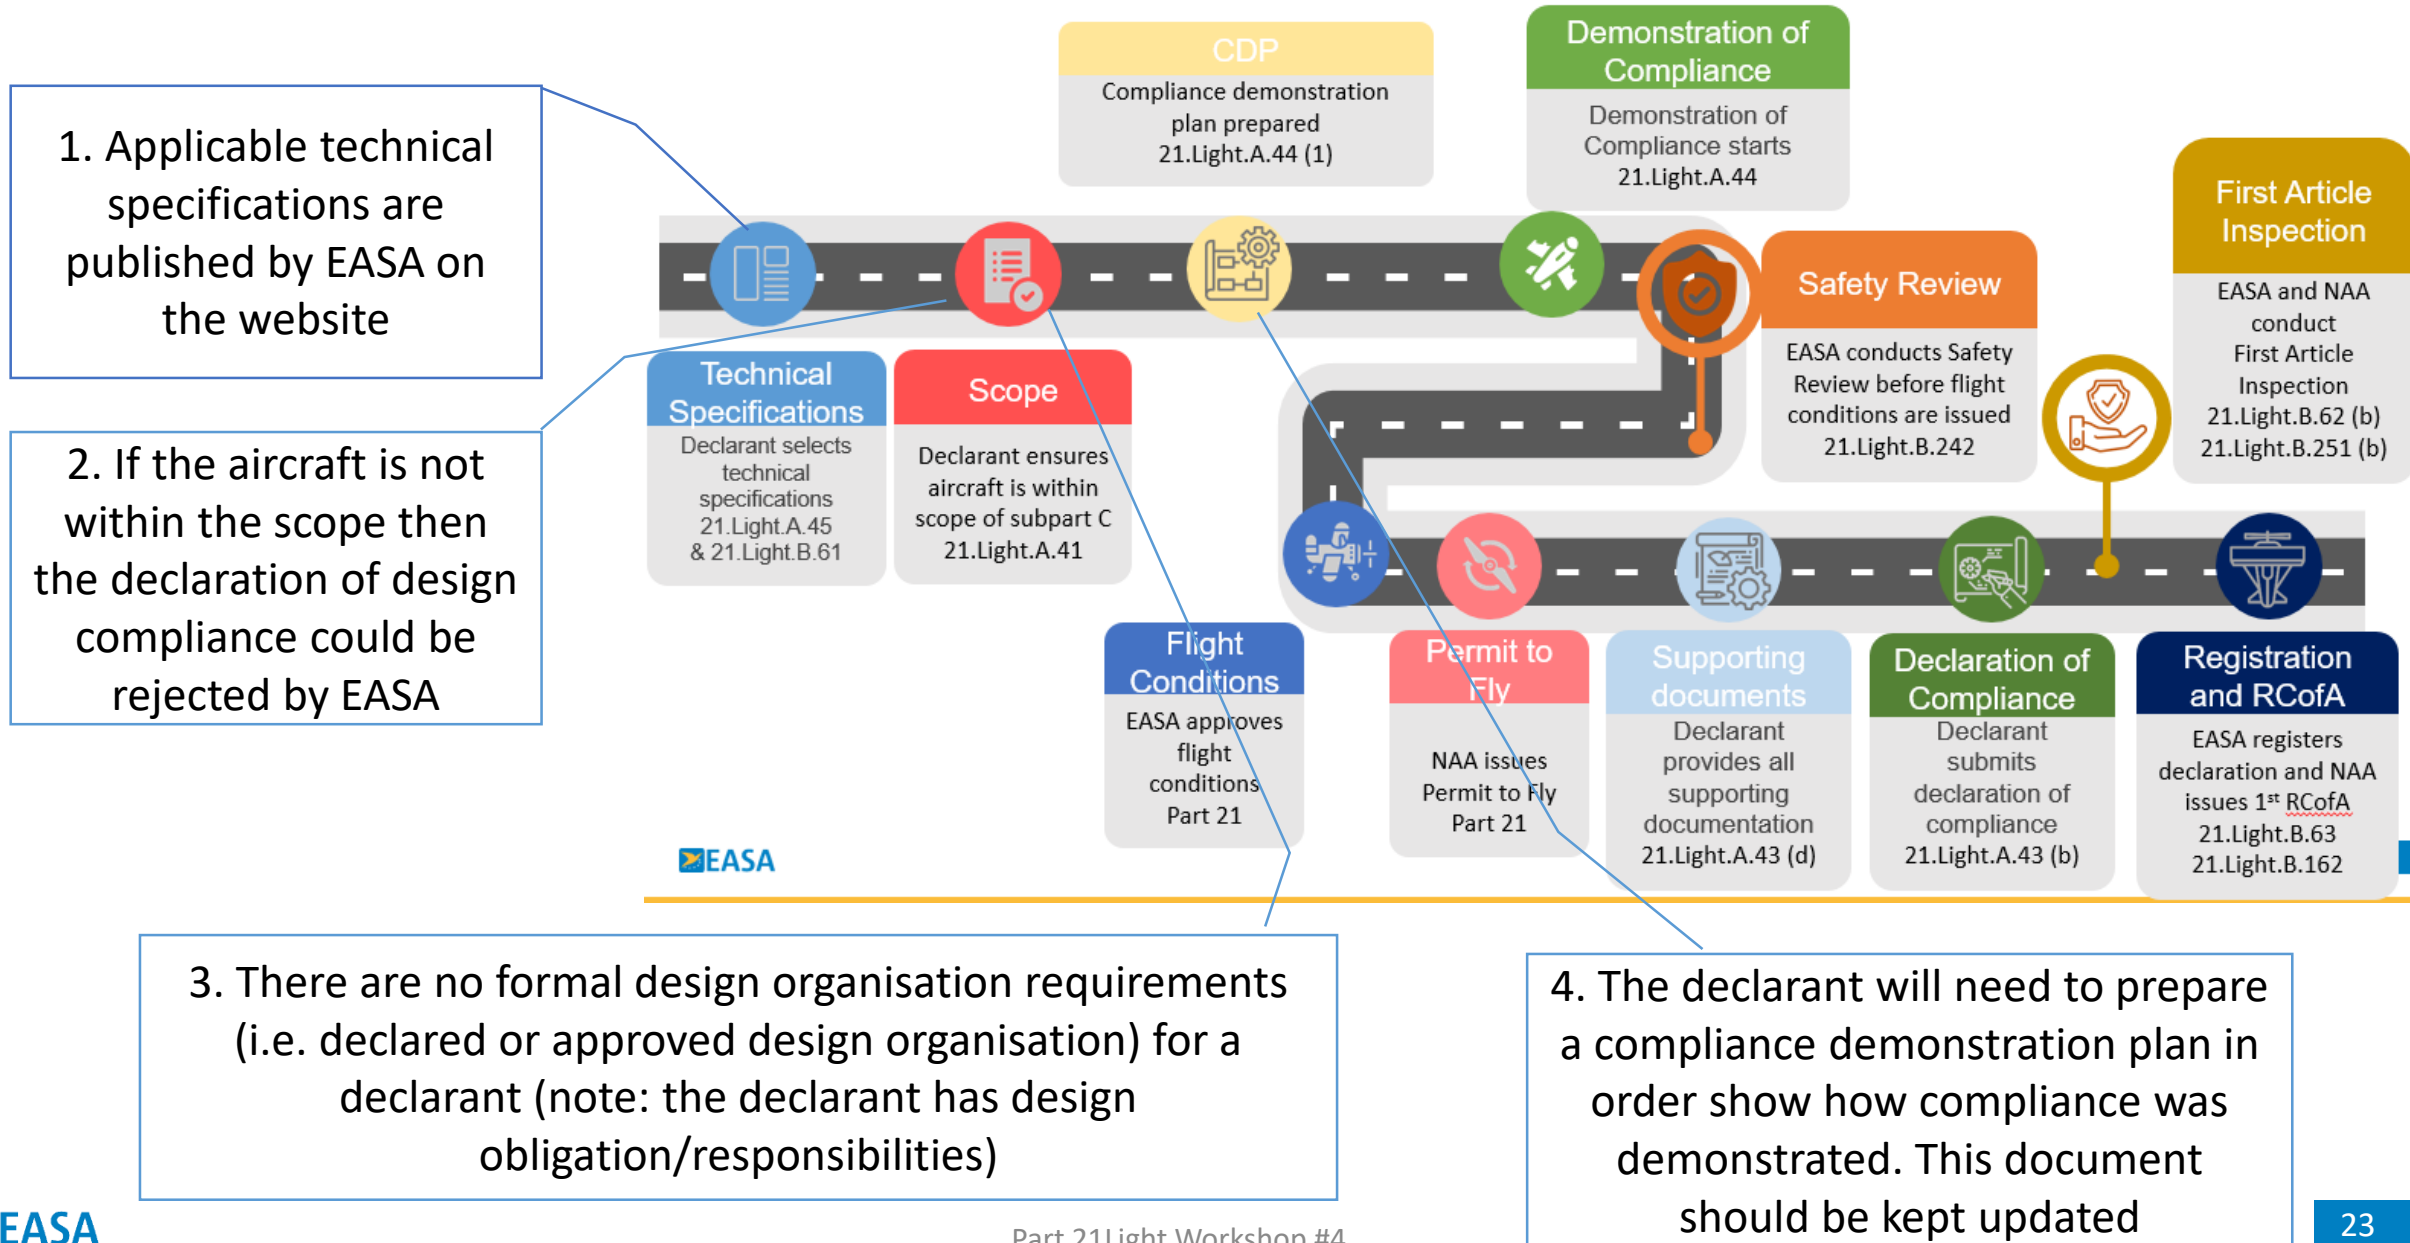 1. Applicable technical
specifications are
published by EASA on
the website
2. If the aircraft is not
within the scope then
the declaration of design
compliance could be
rejected by EASA
CDP
Compliance demonstration
plan prepared
21.Light.A.44 (1)
Demonstration of
Compliance
Demonstration of
Compliance starts
21.Light.A.44
First Article
Inspection
EASA and NAA
conduct
First Article
Inspection
21.Light.B.62 (b)
21.Light.B.251 (b)
Safety Review
EASA conducts Safety
Review before flight
conditions are issued
21.Light.B.242
Technical
Specifications
Declarant selects
technical
specifications
21.Light.A.45
& 21.Light.B.61
Scope
Declarant ensures
aircraft is within
scope of subpart C
21.Light.A.41
Flight
Conditions
EASA approves
flight
conditions
Part 21
Permit to
Fly
NAA issues
Permit to Fly
Part 21
Supporting
documents
Declarant
provides all
supporting
documentation
21.Light.A.43 (d)
Declaration of
Compliance
Declarant
submits
declaration of
compliance
21.Light.A.43 (b)
Registration
and RCofA
EASA registers
declaration and NAA
issues 1st RCofA
21.Light.B.63
21.Light.B.162
EASA
3. There are no formal design organisation requirements
(i.e. declared or approved design organisation) for a
declarant (note: the declarant has design
obligation/responsibilities)
4. The declarant will need to prepare
a compliance demonstration plan in
order show how compliance was
demonstrated. This document
should be kept updated
EASA
Part 21Light Workshop #4
23